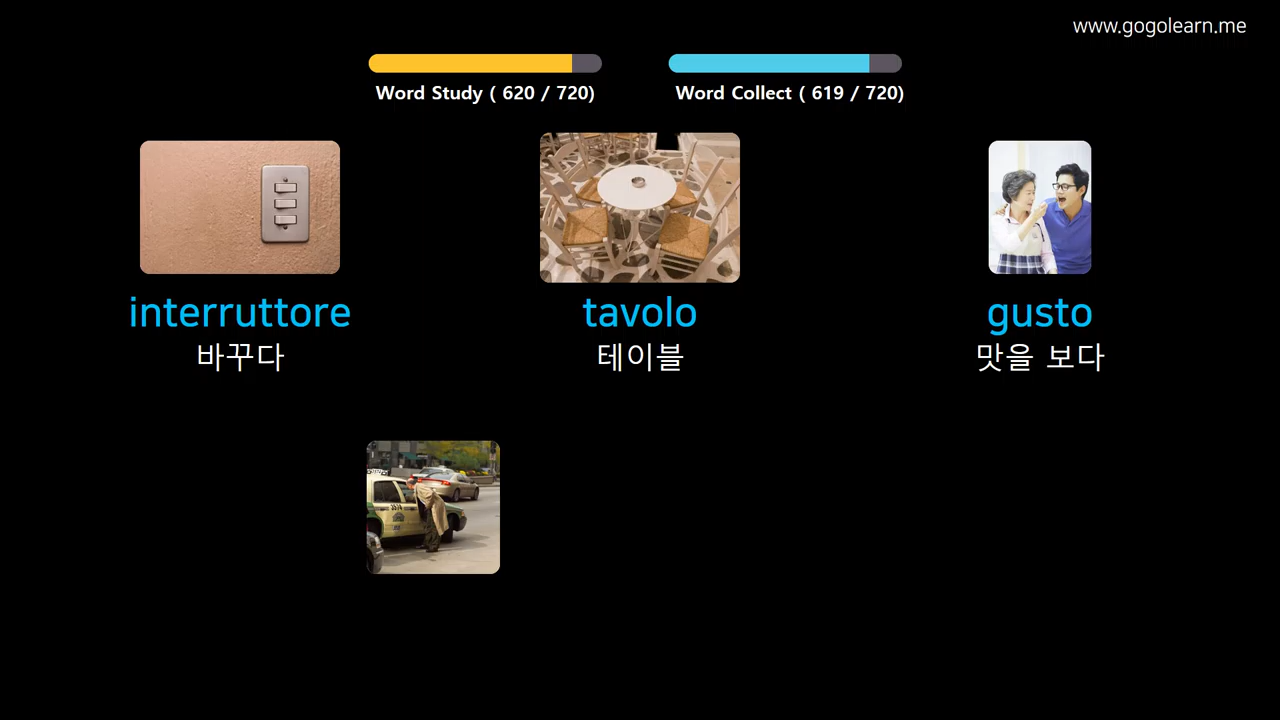 www.gogolearn.me
Word Study ( 620 / 720)
Word Collect ( 619 / 720)
interruttore
tavolo
gusto
바꾸다
테이블
맛을 보다